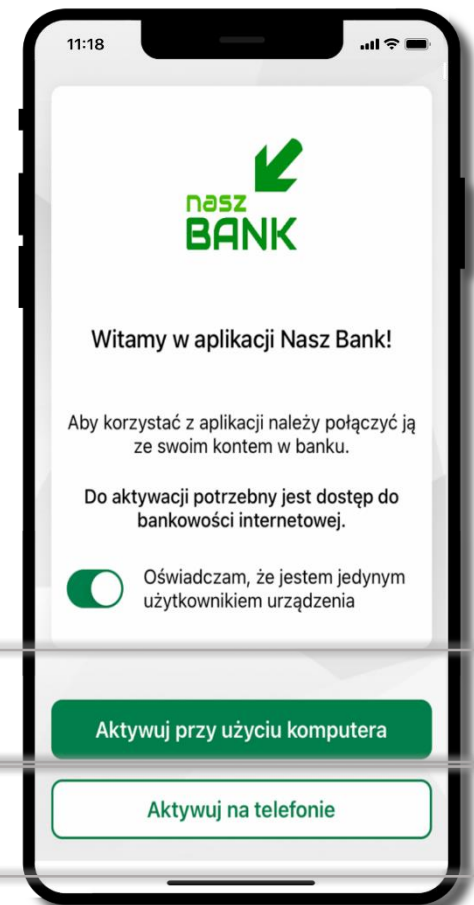 11:18
nasz
BANK
Witamy w aplikacji Nasz Bank!
Aby korzystać z aplikacji należy połączyć ją
ze swoim kontem w banku.
Do aktywacji potrzebny jest dostęp do
bankowości internetowej.
Oświadczam, że jestem jedynym
użytkownikiem urządzenia
Aktywuj przy użyciu komputera
Aktywuj na telefonie